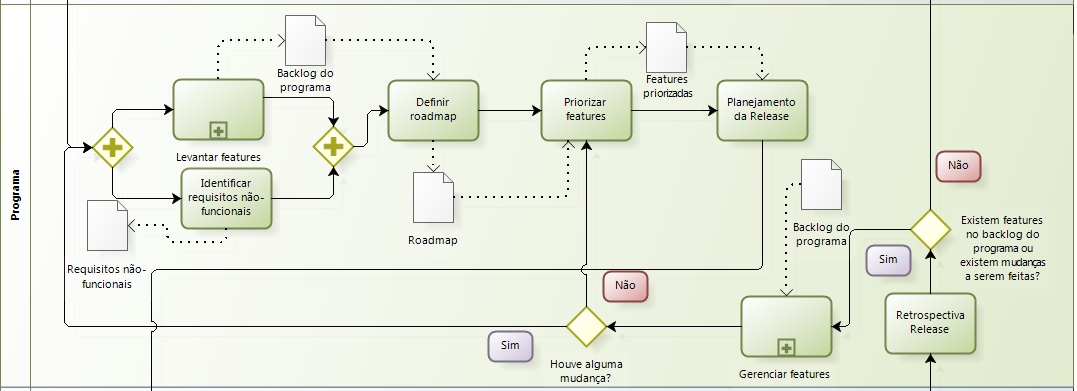 Programa
Backlog do
programa
Levantar features
Identificar
requisitos não-
funcionais
Requisitos não-
funcionais
Definir
roadmap
Roadmap
Priorizar
features
Features
priorizadas
Planejamento
da Release
Backlog do
programa
Não
Existem features
no backlog do
programa ou
existem mudanças
a serem feitas?
Sim
Retrospectiva
Release
Gerenciar features
Não
Sim
Houve alguma
mudança?